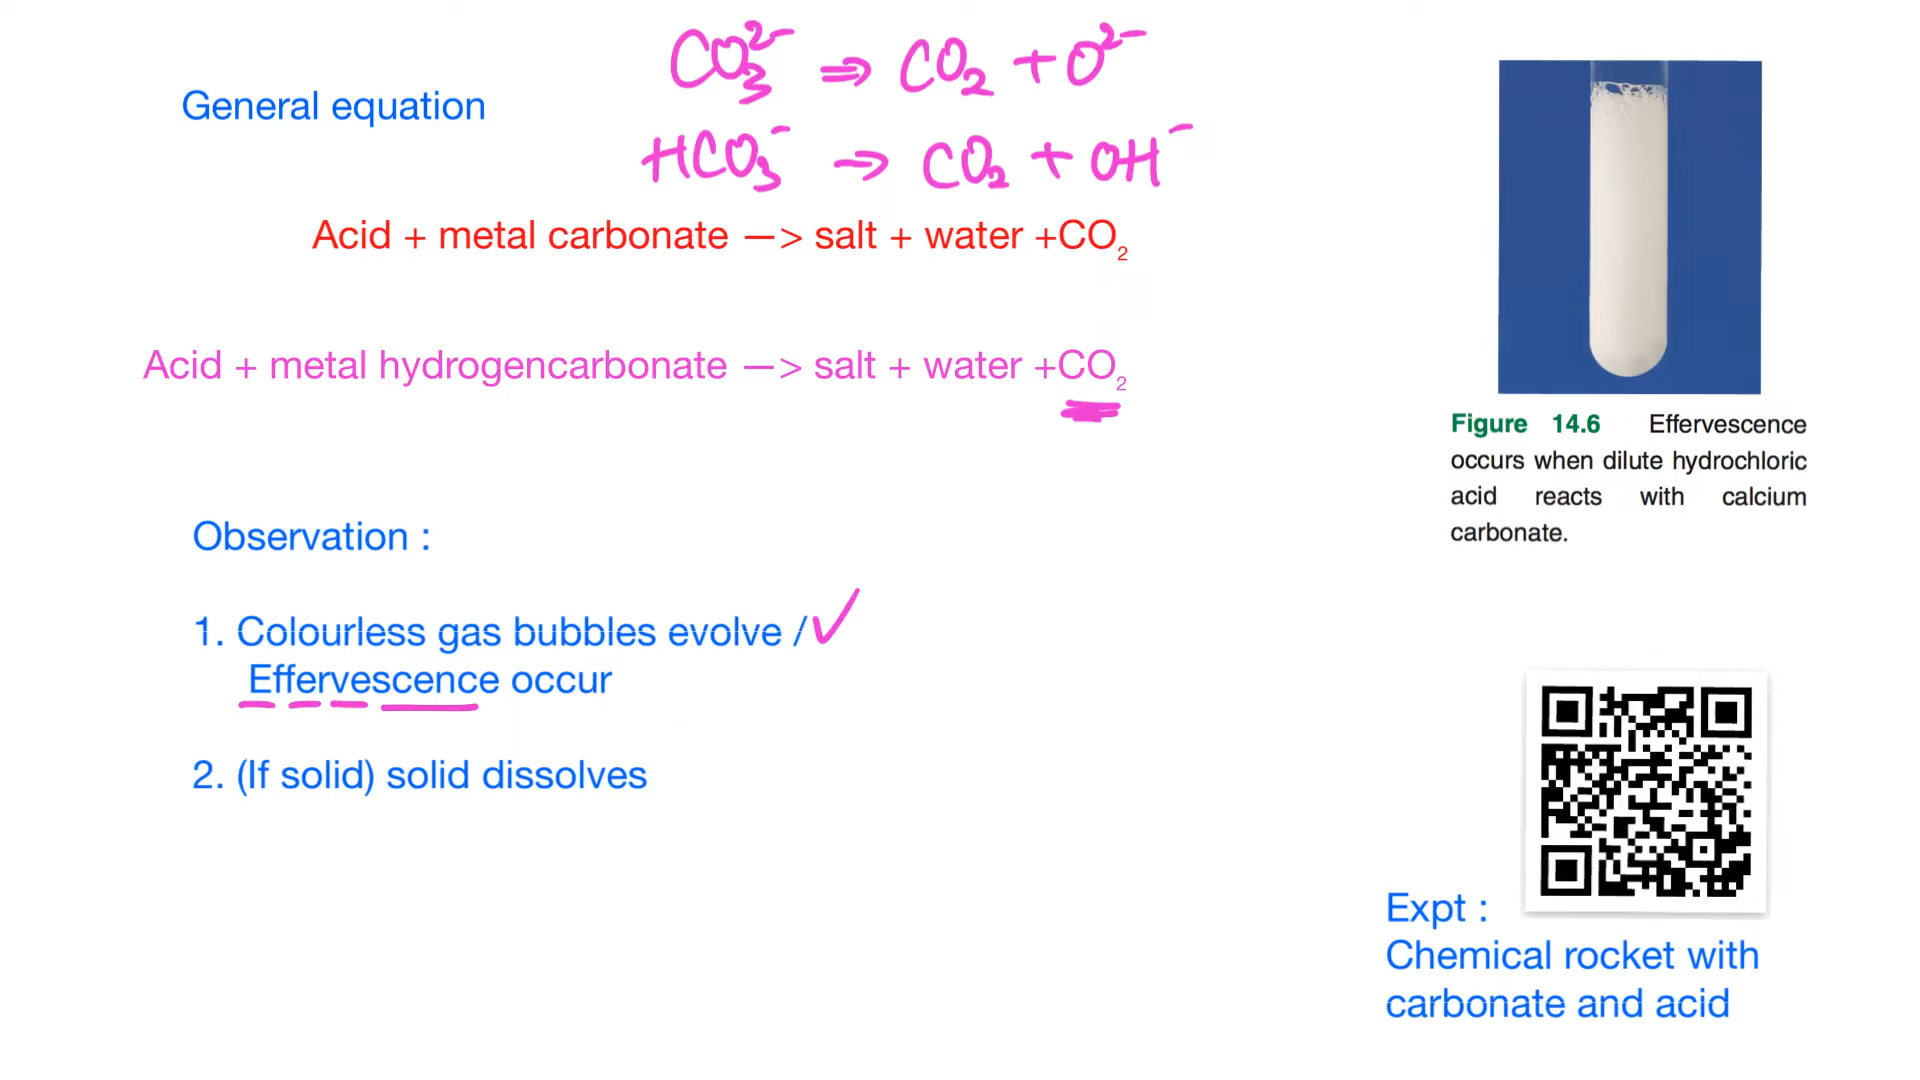 CO₃²⁻ ⇒ CO₂ + O²⁻
General equation
HCO₃⁻ ⇒ CO₂ + OH⁻
Acid + metal carbonate —> salt + water +CO₂
Acid + metal hydrogencarbonate —> salt + water +CO₂
Figure 14.6 Effervescence
occurs when dilute hydrochloric
acid reacts with calcium
carbonate.
Observation :
1. Colourless gas bubbles evolve /
Effervescence occur
2. (If solid) solid dissolves
Expt :
Chemical rocket with
carbonate and acid